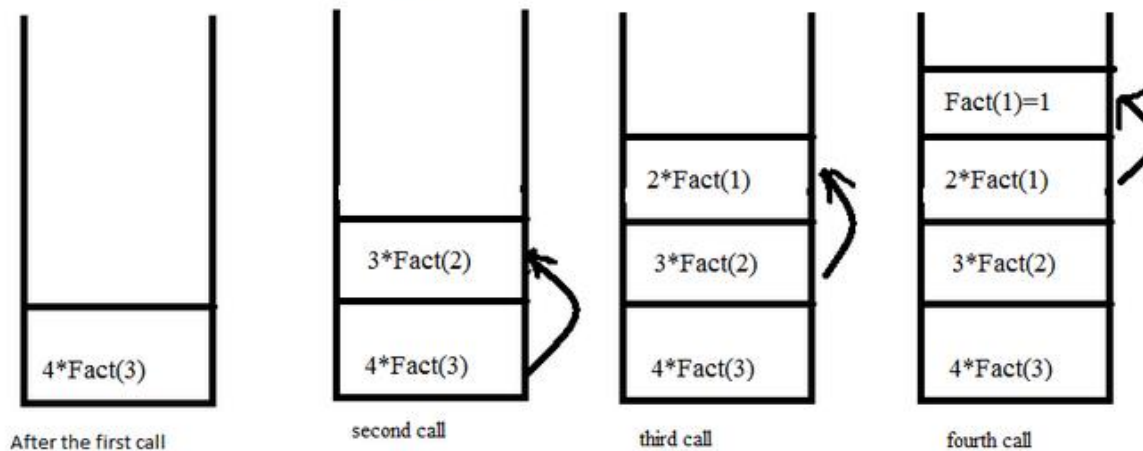 4*Fact(3)
After the first call
3*Fact(2)
4*Fact(3)
second call
2*Fact(1)
3*Fact(2)
4*Fact(3)
third call
Fact(1)=1
2*Fact(1)
3*Fact(2)
4*Fact(3)
fourth call